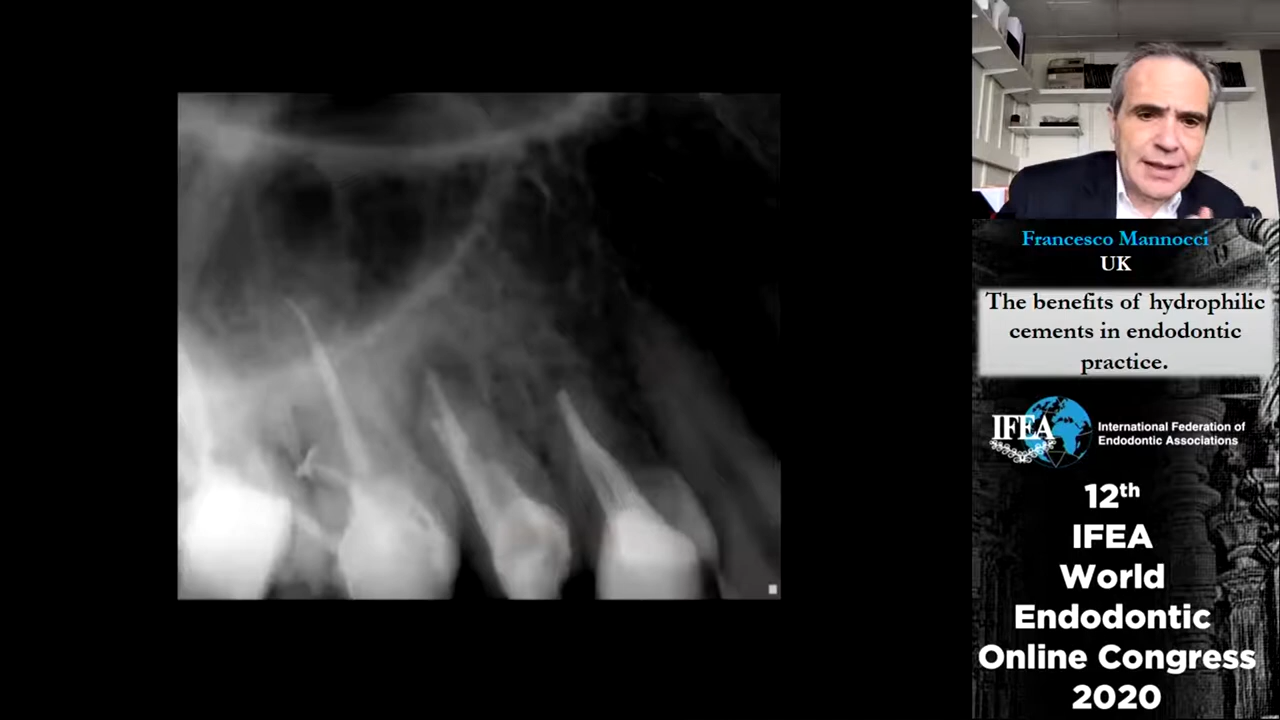 Francesco Mannocci
UK
The benefits of hydrophilic
cements in endodontic
practice.
IFEA
International Federation of
Endodontic Associations
12th
IFEA
World
Endodontic
Online Congress
2020